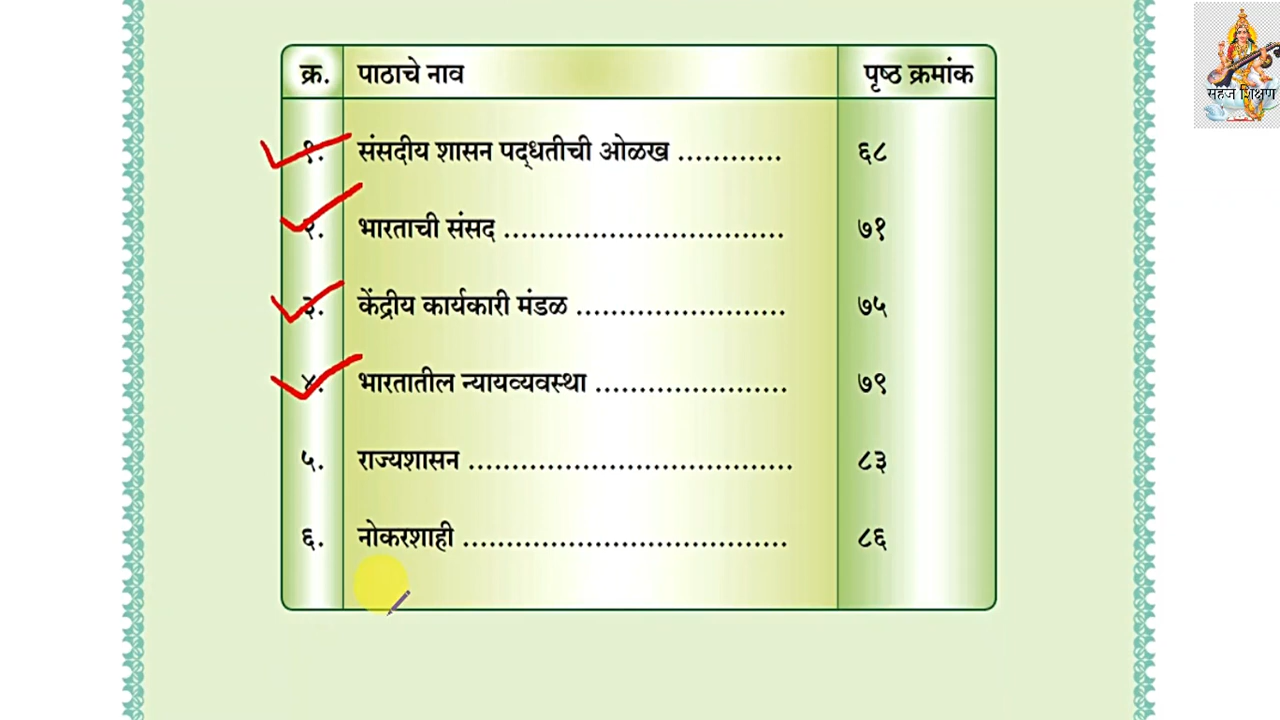 क्र. पाठाचे नाव पृष्ठ क्रमांक
१. संसदीय शासन पद्धतीची ओळख ............ ६८
२. भारताची संसद ................................ ७१
३. केंद्रीय कार्यकारी मंडळ ........................ ७५
४. भारतातील न्यायव्यवस्था ...................... ७९
५. राज्यशासन ..................................... ८३
६. नोकरशाही ..................................... ८६
सहज शिक्षण